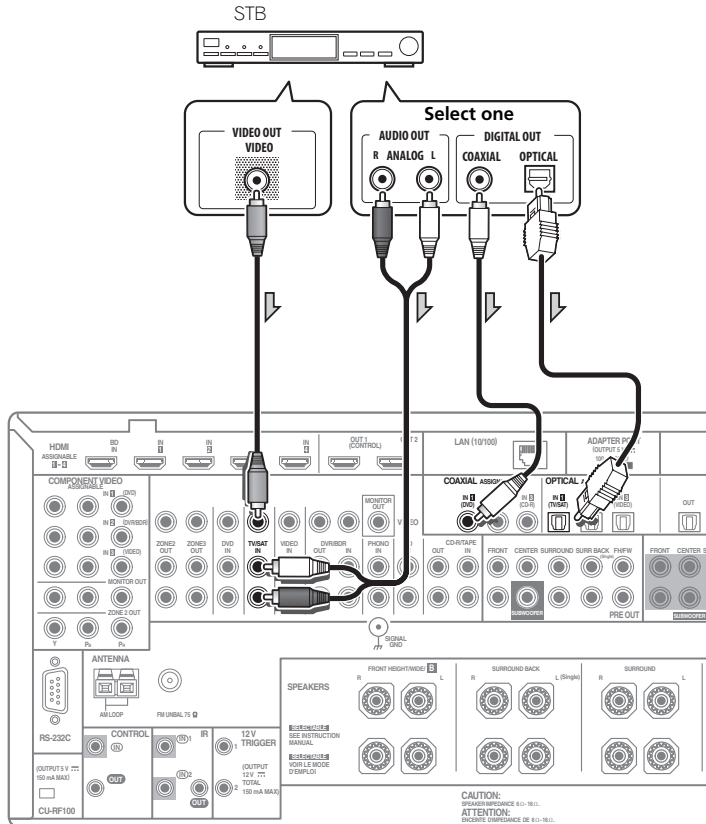 STB
Select one
VIDEO OUT
VIDEO
AUDIO OUT
R ANALOG L
DIGITAL OUT
COAXIAL OPTICAL
HDMI
ASSIGNABLE
1 - 4
BD
IN
IN
1
IN
2
IN
4
OUT 1
(CONTROL)
OUT 2
LAN (10/100)
ADAPTER PORT
(OUTPUT 5 V
COMPONENT VIDEO
ASSIGNABLE
IN 1 (DVD)
IN 2 (DVR/BDR)
IN 3 (VIDEO)
MONITOR OUT
ZONE 2 OUT
Y PB PR
MONITOR
OUT
COAXIAL
IN 1
(DVD)
IN 2
(CD-R)
OPTICAL
IN 1
(TV/SAT)
IN 3
(VIDEO)
OUT
ZONE2
OUT
ZONE3
OUT
DVD
IN
TV/SAT
IN
VIDEO
IN
DVR/BDR
OUT IN
PHONO
IN
CD-R/TAPE
OUT IN
FRONT CENTER SURROUND SURR BACK FH/FW
(Single)
SUBWOOFER
PRE OUT
FRONT CENTER S
SUBWOOFER
SIGNAL
GND
ANTENNA
AM LOOP
FM UNBAL 75 Ω
RS-232C
(OUTPUT 5 V
150 mA MAX)
CU-RF100
CONTROL
IN
OUT
IR
IN 1
IN 2
OUT
12 V
TRIGGER
1
2
(OUTPUT
12 V
TOTAL
150 mA MAX)
SPEAKERS
SELECTABLE
SEE INSTRUCTION
MANUAL
SELECTABLE
VOIR LE MODE
D'EMPLOI
FRONT HEIGHT/WIDE/ B
R L
SURROUND BACK
R L (Single)
SURROUND
R L
CAUTION:
SPEAKER IMPEDANCE 6 Ω - 16 Ω.
ATTENTION:
ENCEINTE D'IMPEDANCE DE 6 Ω - 16 Ω.